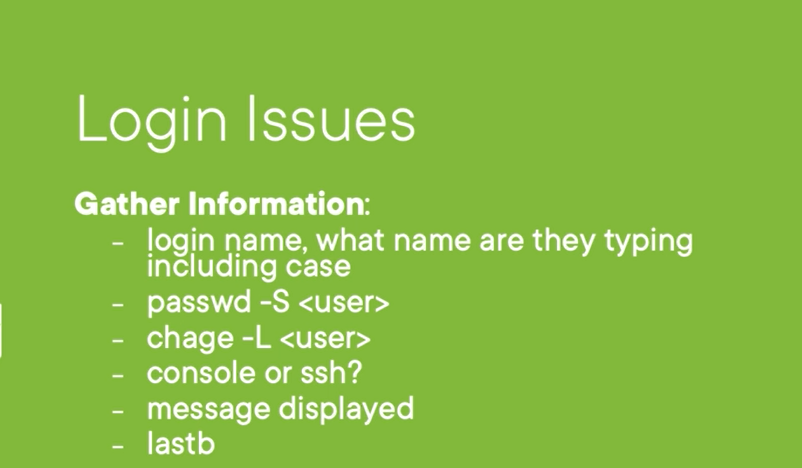 Login Issues
Gather Information:
- login name, what name are they typing
including case
- passwd -S <user>
- chage -L <user>
- console or ssh?
- message displayed
- lastb